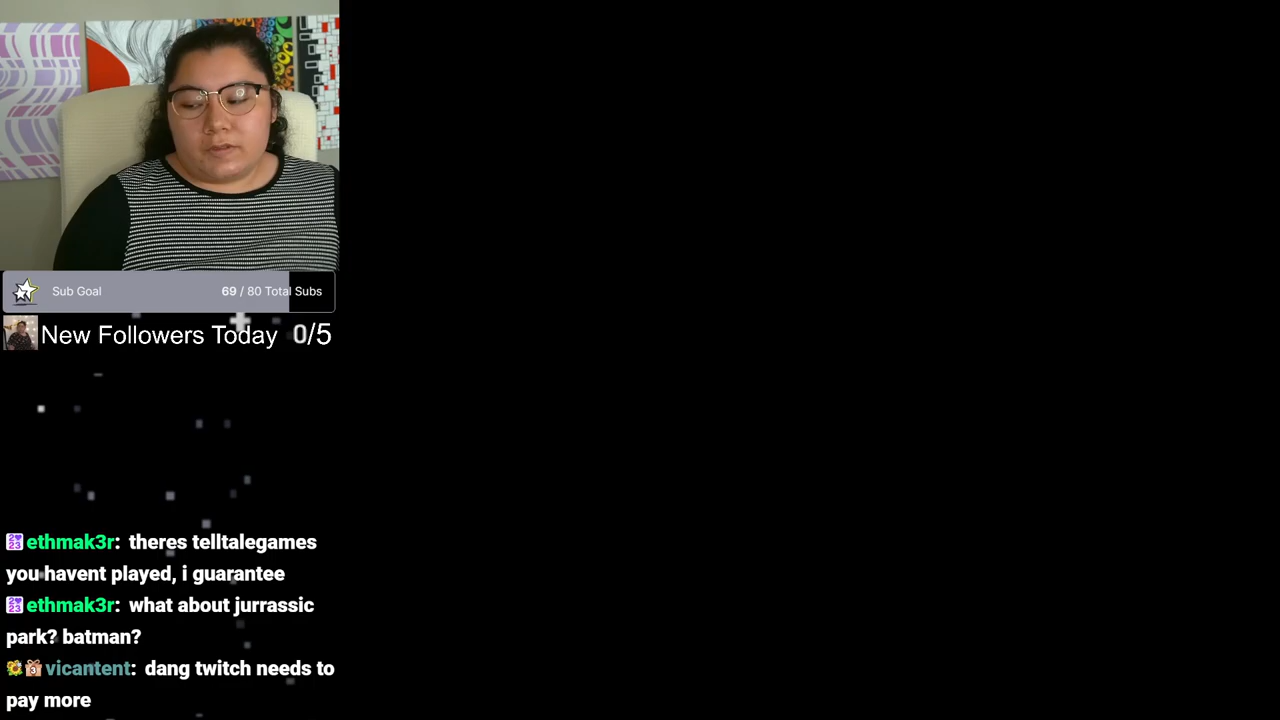 Sub Goal 69 / 80 Total Subs
New Followers Today 0/5
ethmak3r: theres telltalegames
you havent played, i guarantee
ethmak3r: what about jurrassic
park? batman?
vicantent: dang twitch needs to
pay more